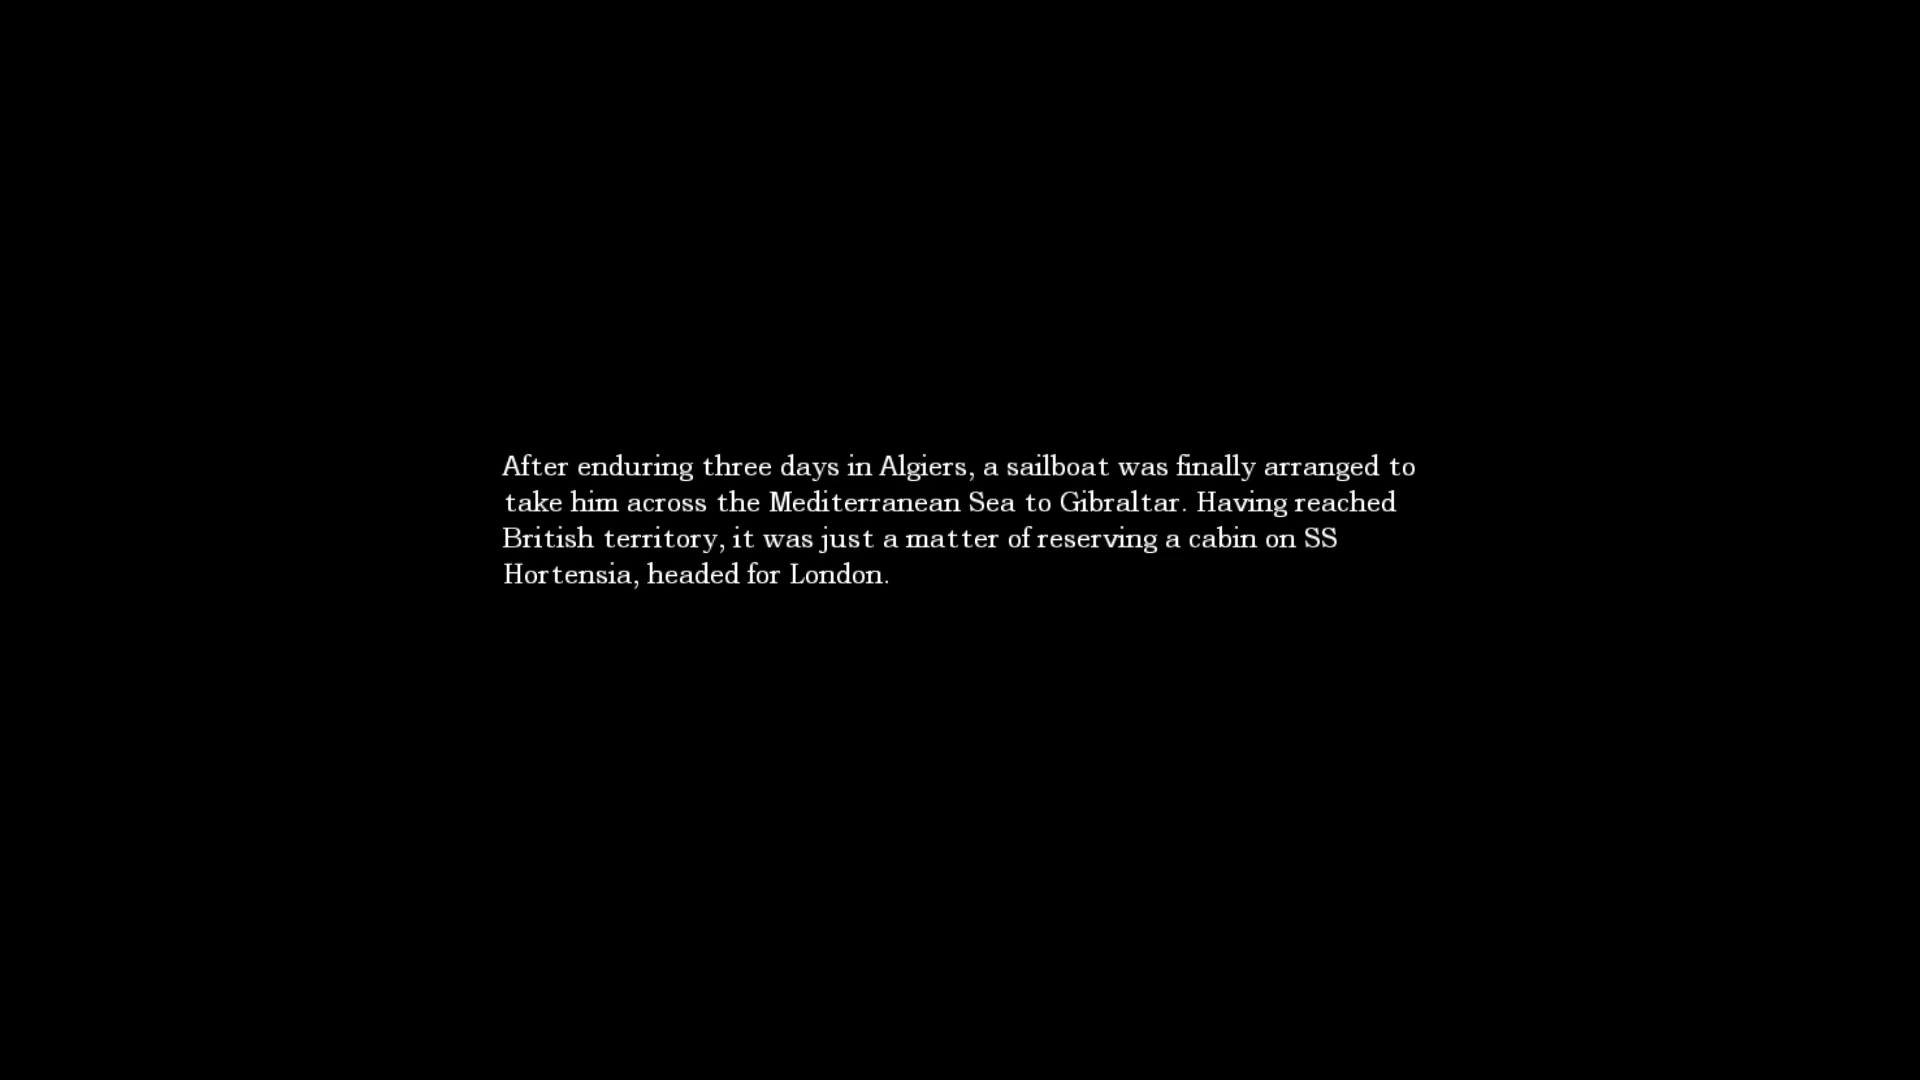 After enduring three days in Algiers, a sailboat was finally arranged to
take him across the Mediterranean Sea to Gibraltar. Having reached
British territory, it was just a matter of reserving a cabin on SS
Hortensia, headed for London.